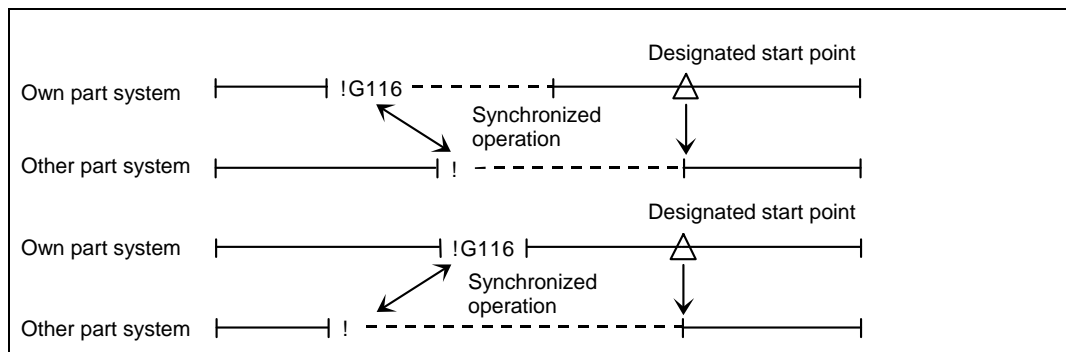 Designated start point
Own part system !G116
Synchronized
operation
Other part system !
Designated start point
Own part system !G116
Synchronized
operation
Other part system !